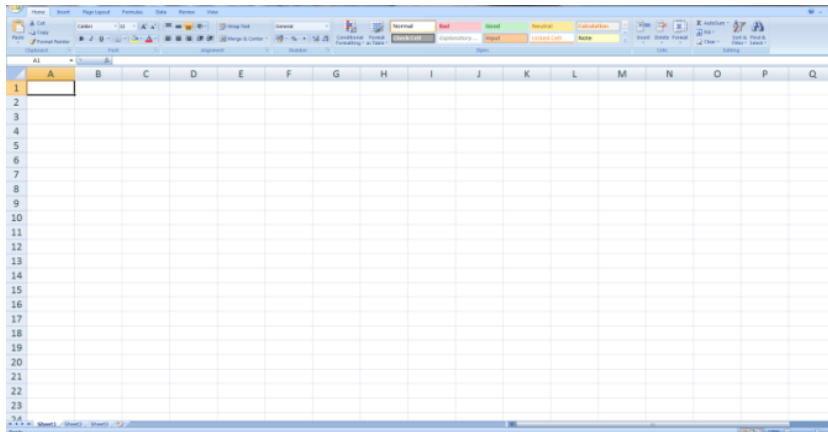 Home Insert Page Layout Formulas Data Review View
Cut Calibri 11 Wrap Text General Normal Bad Good Neutral Calculation AutoSum
Copy Fill
Paste Format Painter B I U Merge & Center % , Conditional Formatting Format as Table Check Cell Explanatory ... Input Linked Cell Note Insert Delete Format Clear Sort & Filter Find & Select
Clipboard Font Alignment Number Styles Cells Editing
A1
A B C D E F G H I J K L M N O P Q
1
2
3
4
5
6
7
8
9
10
11
12
13
14
15
16
17
18
19
20
21
22
23
24
Sheet1 Sheet2 Sheet3
Ready